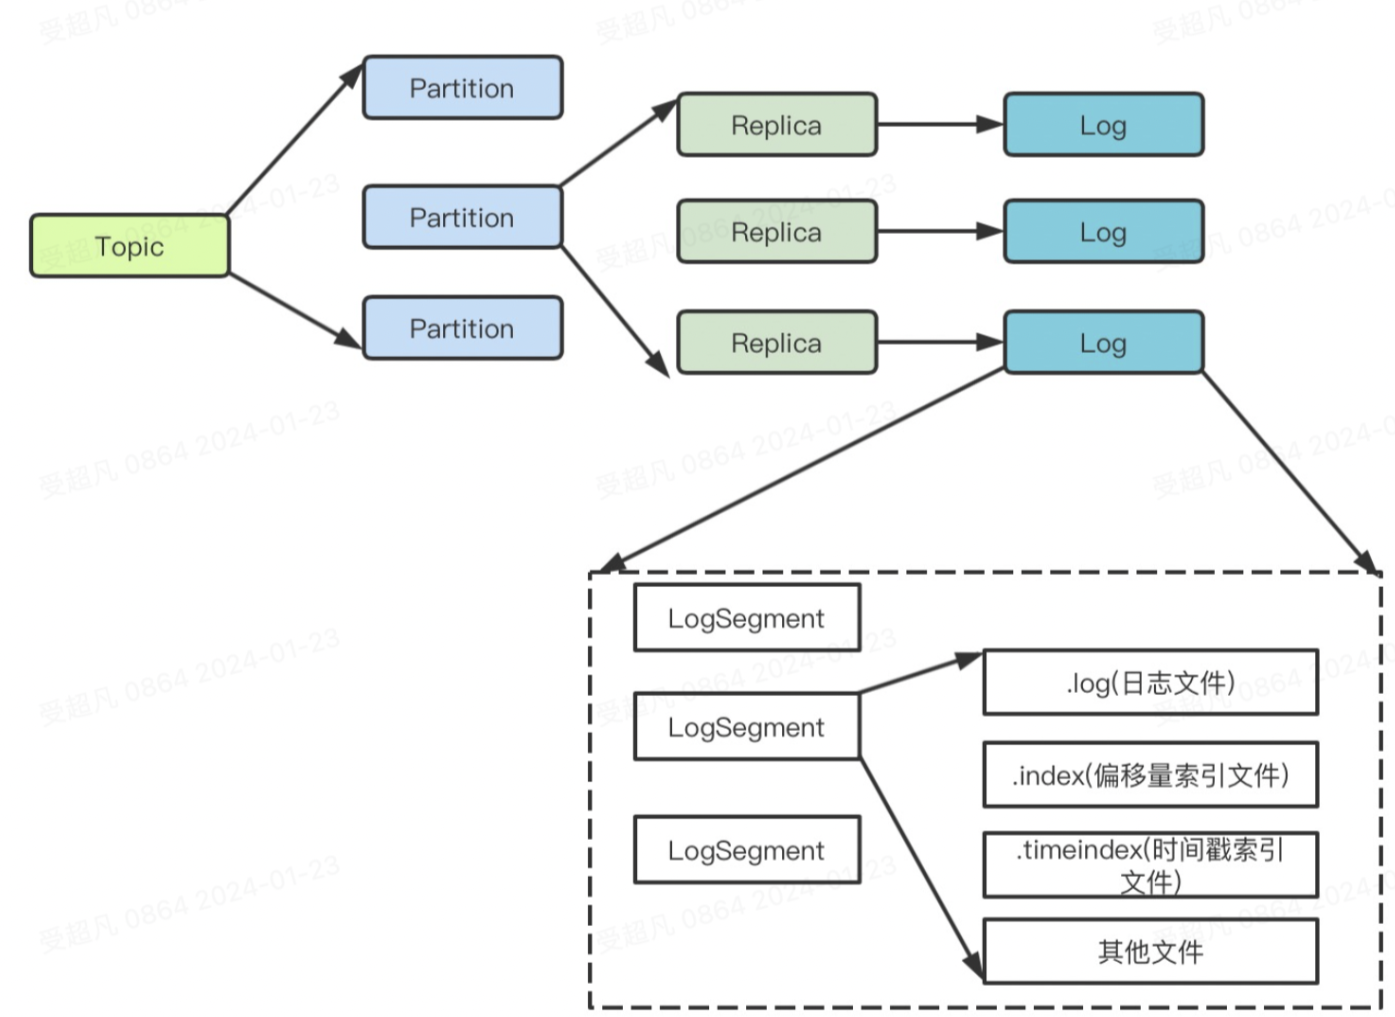 受超凡 0864 2024-01-23
Partition
Replica
Log
Partition
Topic
Replica
Log
Partition
Replica
Log
LogSegment
.log(日志文件)
LogSegment
.index(偏移量索引文件)
LogSegment
.timeindex(时间戳索引
文件)
其他文件